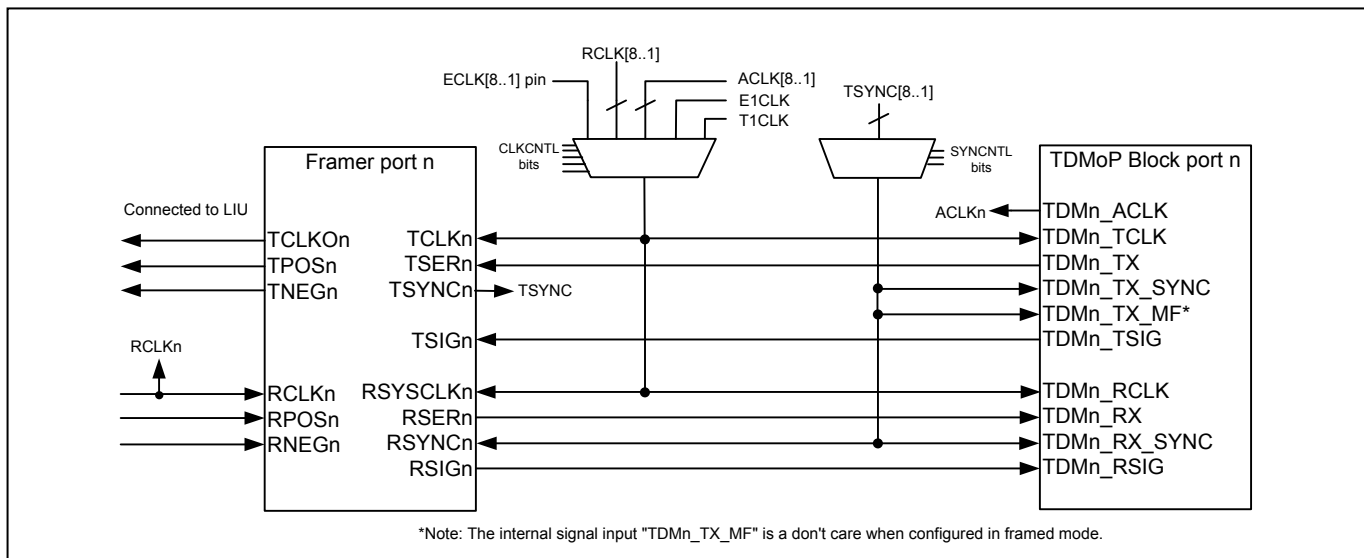 RCLK[8..1]
ECLK[8..1] pin
ACLK[8..1]
E1CLK
T1CLK
TSYNC[8..1]
CLKCNTL
bits
SYNCNTL
bits
Framer port n
TDMoP Block port n
Connected to LIU
ACLKn
TDMn_ACLK
TCLKOn
TCLKn
TDMn_TCLK
TPOSn
TSERn
TDMn_TX
TNEGn
TSYNCn
TSYNC
TDMn_TX_SYNC
TDMn_TX_MF*
TSIGn
TDMn_TSIG
RCLKn
RCLKn
RSYSCLKn
TDMn_RCLK
RPOSn
RSERn
TDMn_RX
RNEGn
RSYNCn
TDMn_RX_SYNC
RSIGn
TDMn_RSIG
*Note: The internal signal input "TDMn_TX_MF" is a don't care when configured in framed mode.